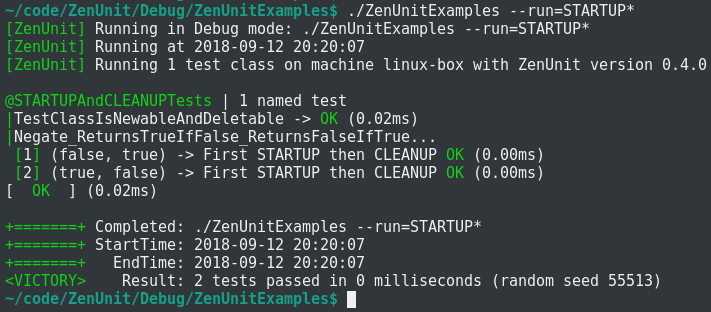 ~/code/ZenUnit/Debug/ZenUnitExamples$ ./ZenUnitExamples --run=STARTUP*
[ZenUnit] Running in Debug mode: ./ZenUnitExamples --run=STARTUP*
[ZenUnit] Running at 2018-09-12 20:20:07
[ZenUnit] Running 1 test class on machine linux-box with ZenUnit version 0.4.0
@STARTUPAndCLEANUPTests | 1 named test
|TestClassIsNewableAndDeletable -> OK (0.02ms)
|Negate_ReturnsTrueIfFalse_ReturnsFalseIfTrue...
 [1] (false, true) -> First STARTUP then CLEANUP OK (0.00ms)
 [2] (true, false) -> First STARTUP then CLEANUP OK (0.00ms)
[  OK  ] (0.02ms)
+=======+ Completed: ./ZenUnitExamples --run=STARTUP*
+=======+ StartTime: 2018-09-12 20:20:07
+=======+   EndTime: 2018-09-12 20:20:07
<VICTORY>    Result: 2 tests passed in 0 milliseconds (random seed 55513)
~/code/ZenUnit/Debug/ZenUnitExamples$